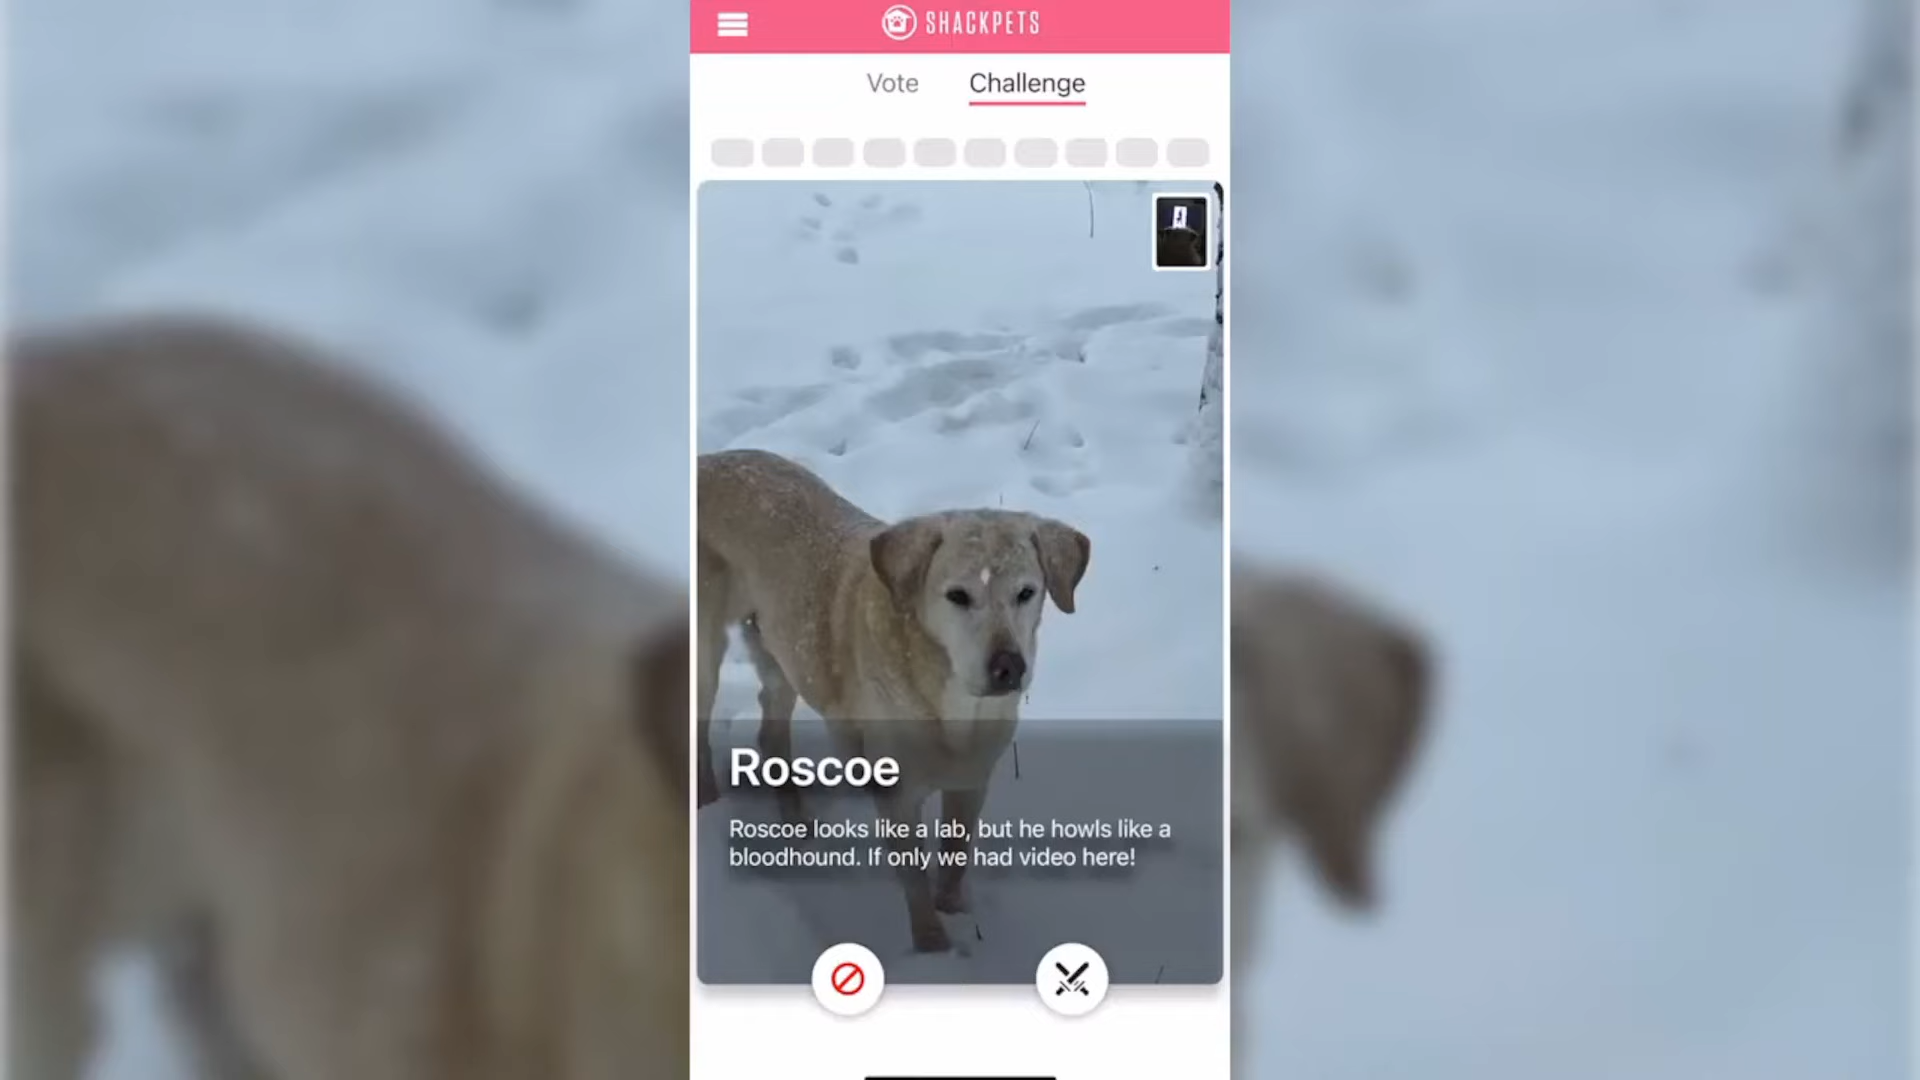 SHACKPETS
Vote Challenge
Roscoe
Roscoe looks like a lab, but he howls like a
bloodhound. If only we had video here!